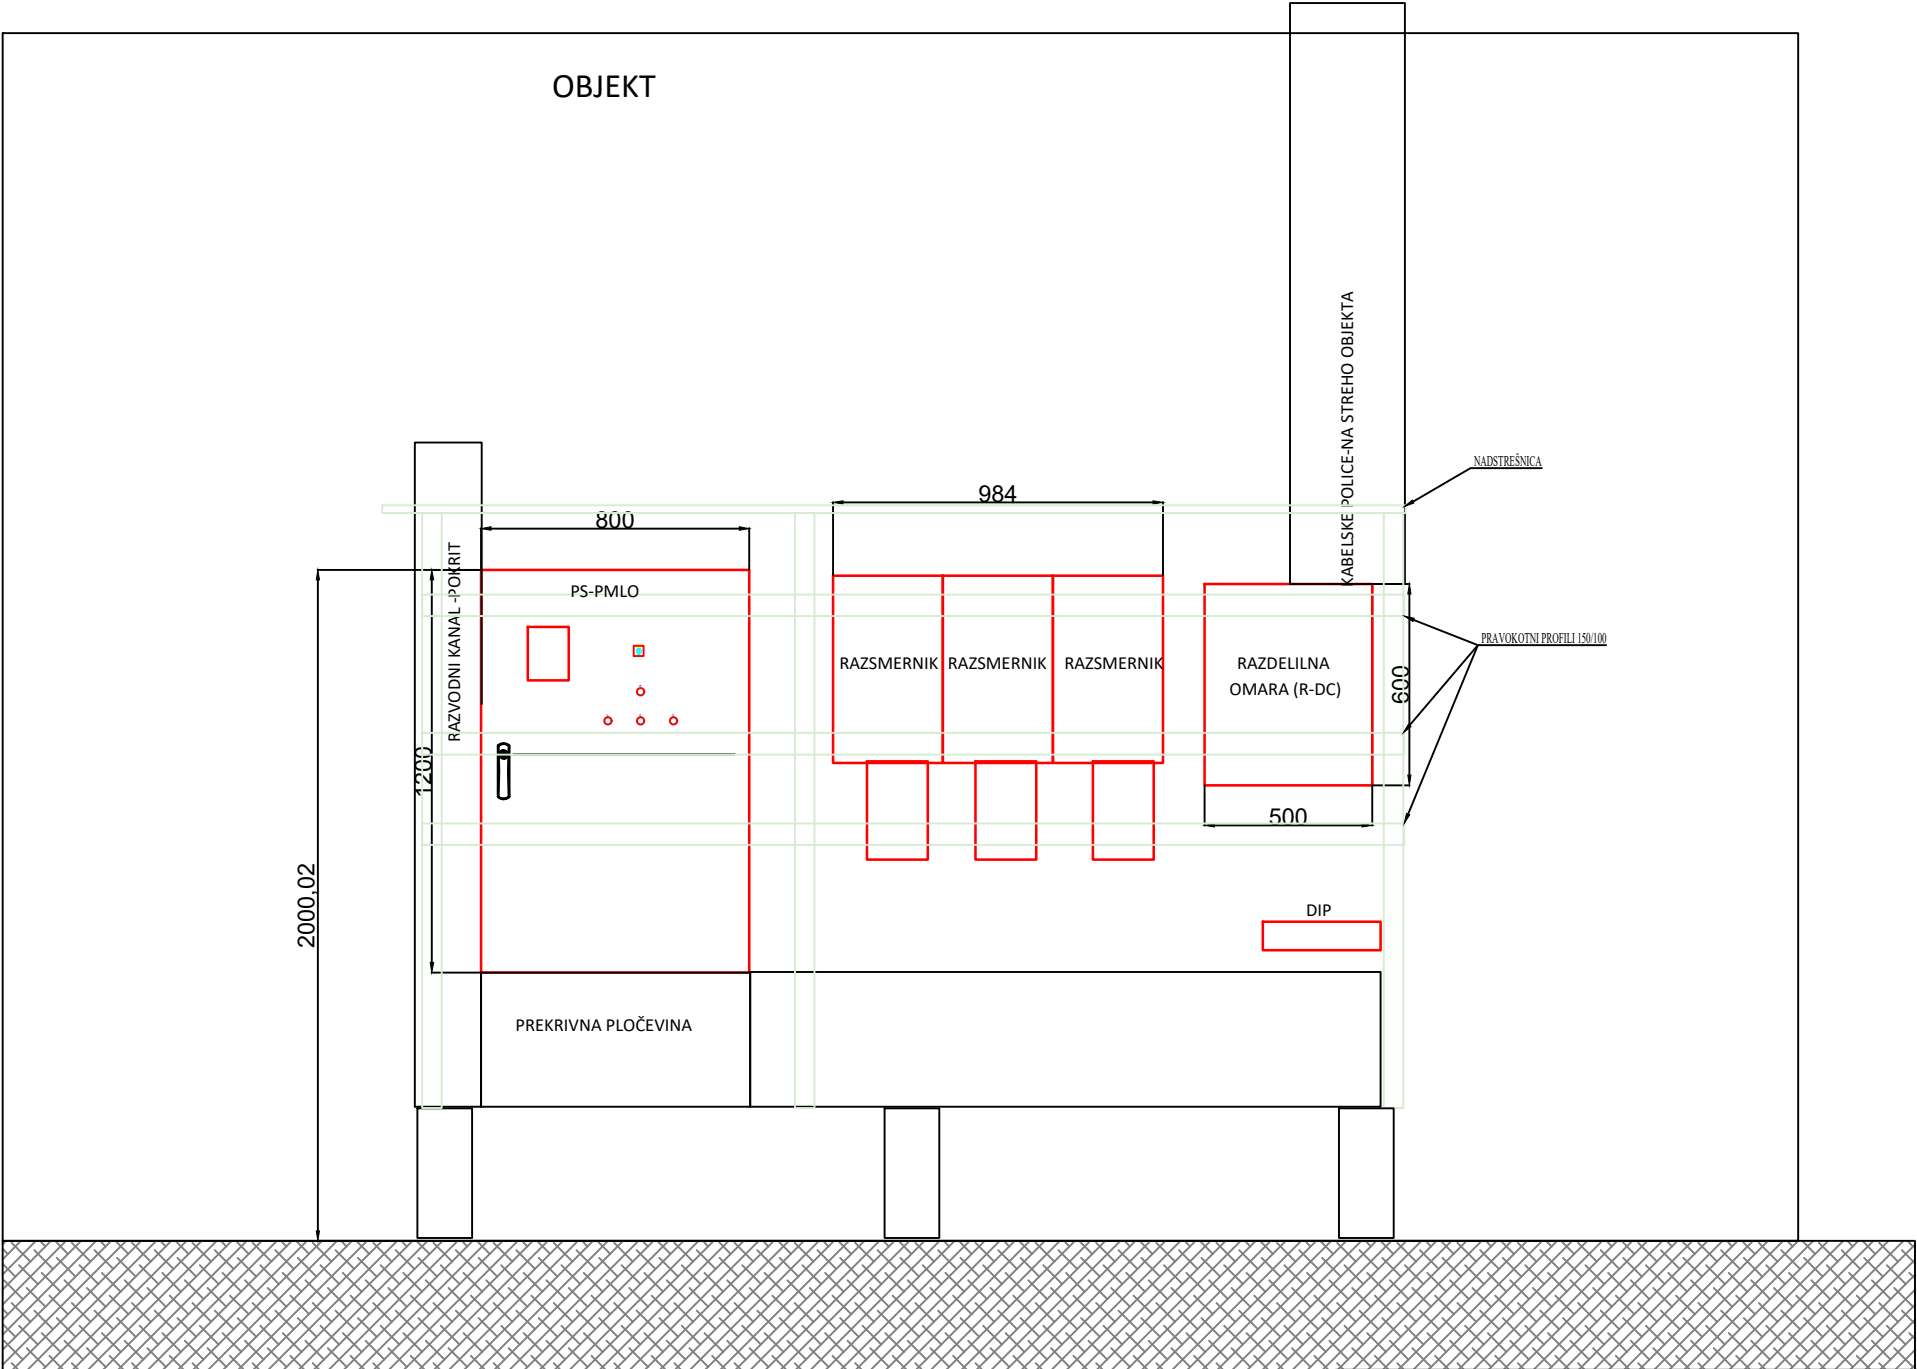 OBJEKT
KABELSKE POLICE-NA STREHO OBJEKTA
NADSTREŠNICA
984
800
RAZVODNI KANAL -POKRIT
PS-PMLO
PRAVOKOTNI PROFILI 150/100
RAZSMERNIK
RAZSMERNIK
RAZSMERNIK
RAZDELILNA
OMARA (R-DC)
600
1200
500
2000,02
DIP
PREKRIVNA PLOČEVINA